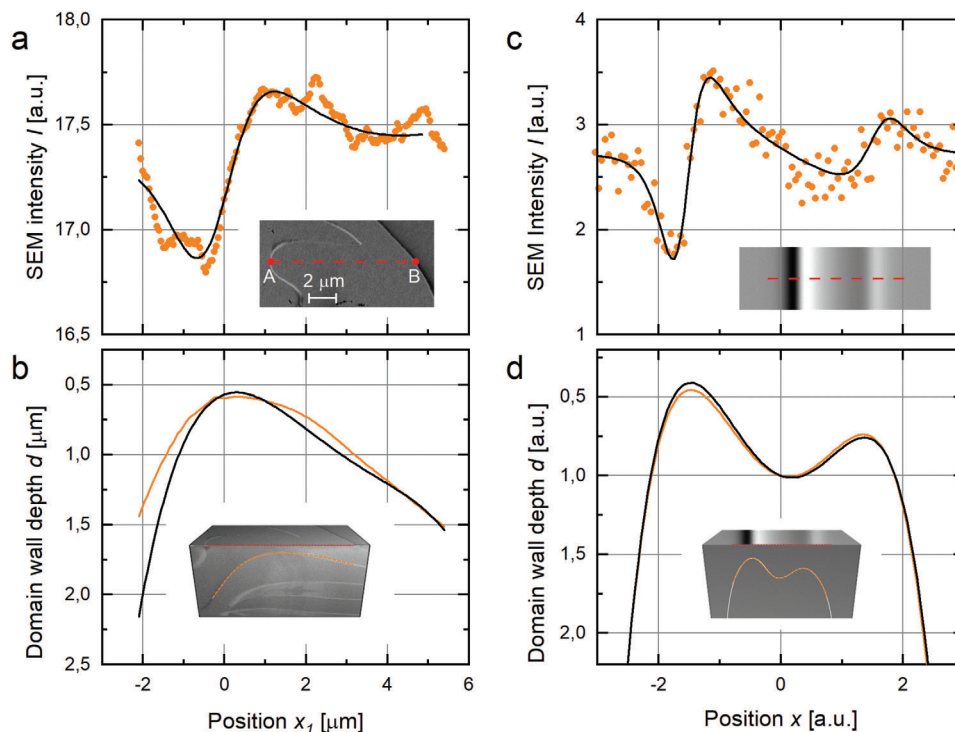 a
18,0
17,5
17,0
16,5
SEM intensity I [a.u.]
A
B
2 μm
c
4
3
2
1
SEM Intensity I [a.u.]
b
0,5
1,0
1,5
2,0
2,5
Domain wall depth d [μm]
-2
0
2
4
6
Position x₁ [μm]
d
0,5
1,0
1,5
2,0
Domain wall depth d [a.u.]
-2
0
2
Position x [a.u.]